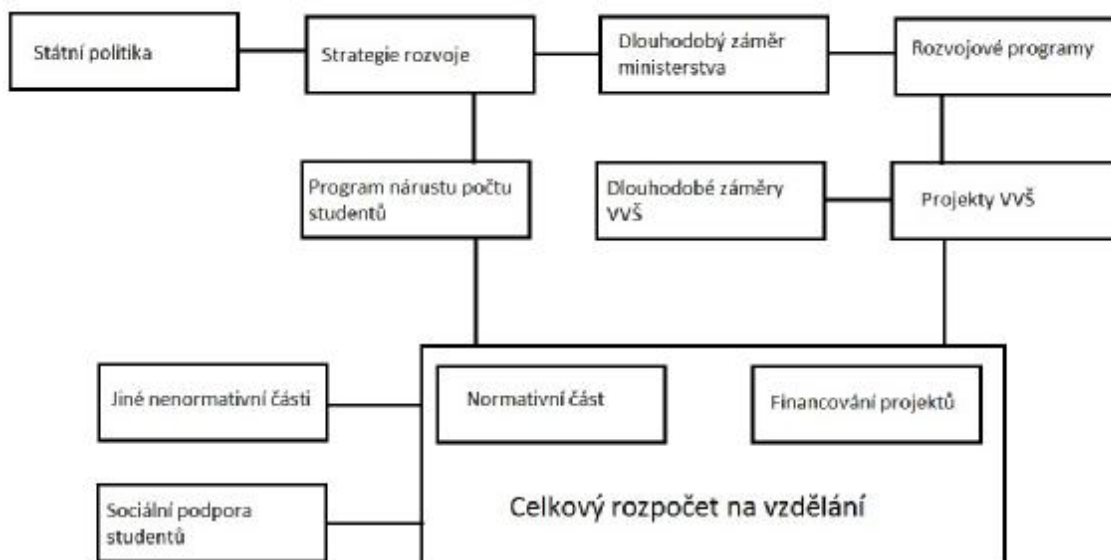 Státní politika
Strategie rozvoje
Dlouhodobý záměr
ministerstva
Rozvojové programy
Program nárustu počtu
studentů
Dlouhodobé záměry
VVŠ
Projekty VVŠ
Jiné nenormativní části
Normativní část
Financování projektů
Sociální podpora
studentů
Celkový rozpočet na vzdělání